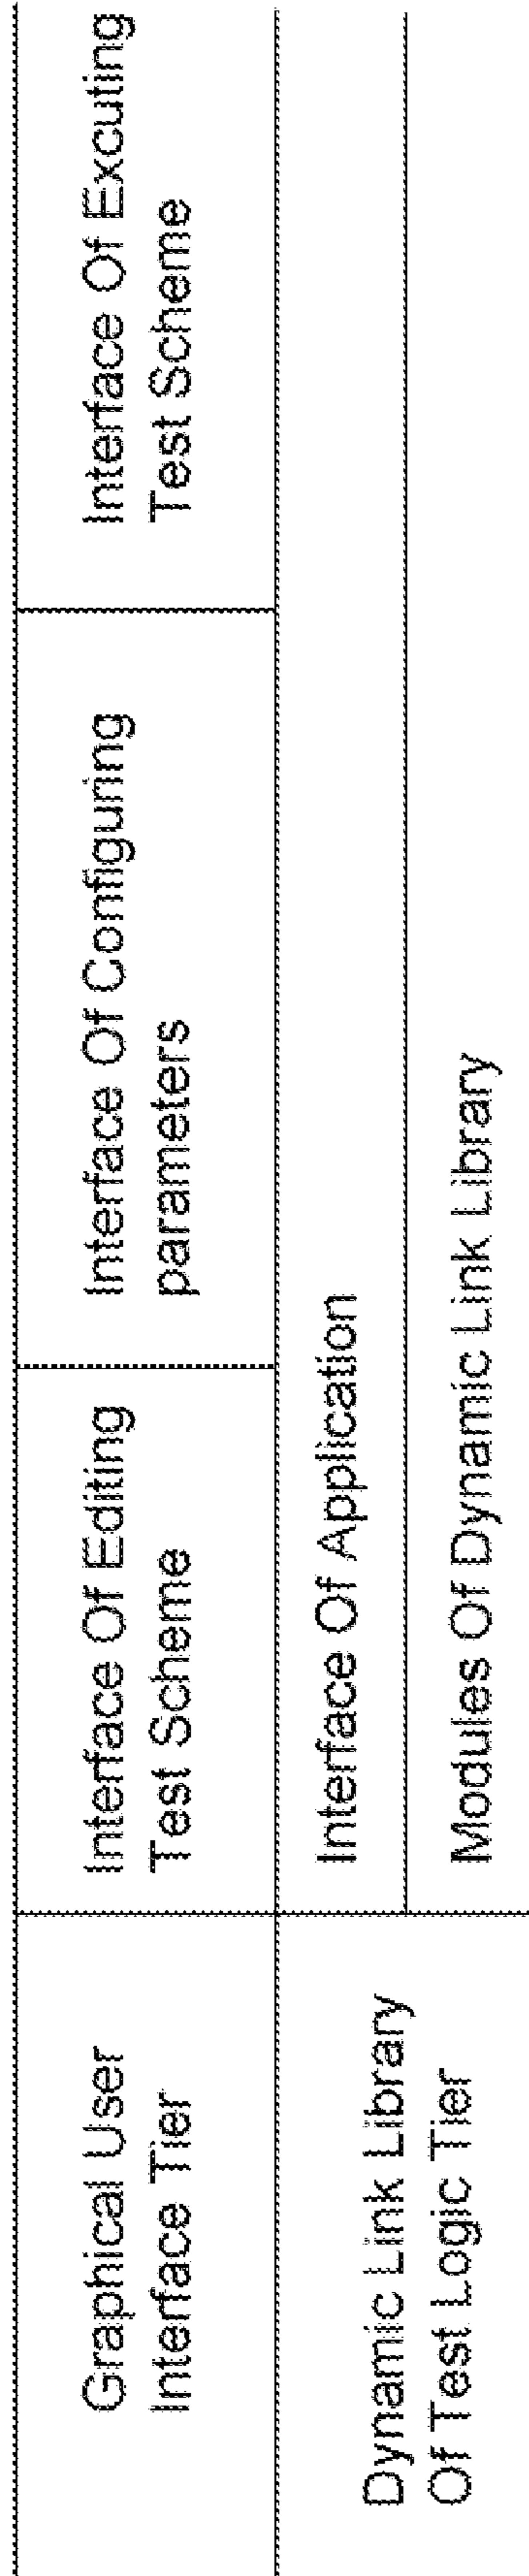 Graphical User
Interface Tier
Interface Of Editing
Test Scheme
Interface Of Configuring
parameters
Interface Of Excuting
Test Scheme
Dynamic Link Library
Of Test Logic Tier
Interface Of Application
Modules Of Dynamic Link Library